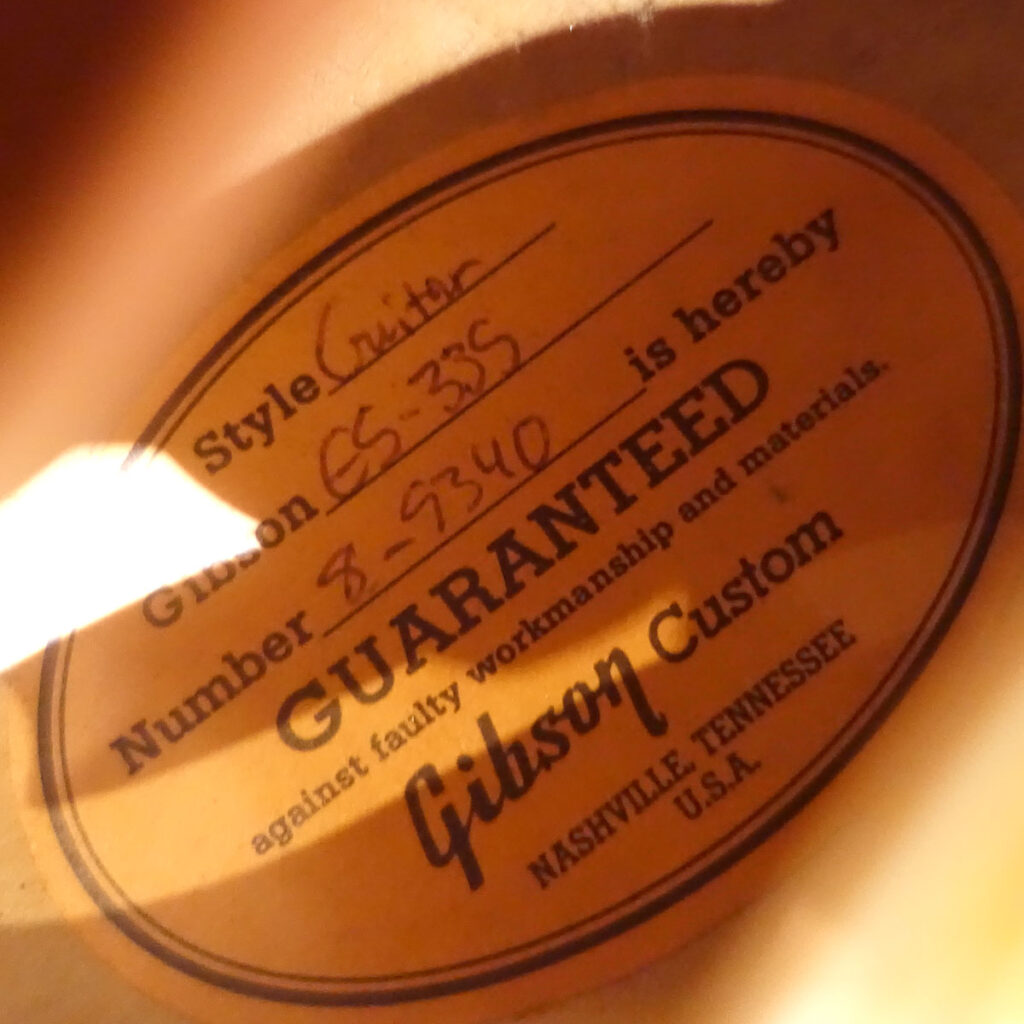 Style Guitar
Gibson ES-335
Number 8-9340 is hereby
GUARANTEED
against faulty workmanship and materials.
Gibson Custom
NASHVILLE, TENNESSEE
U.S.A.